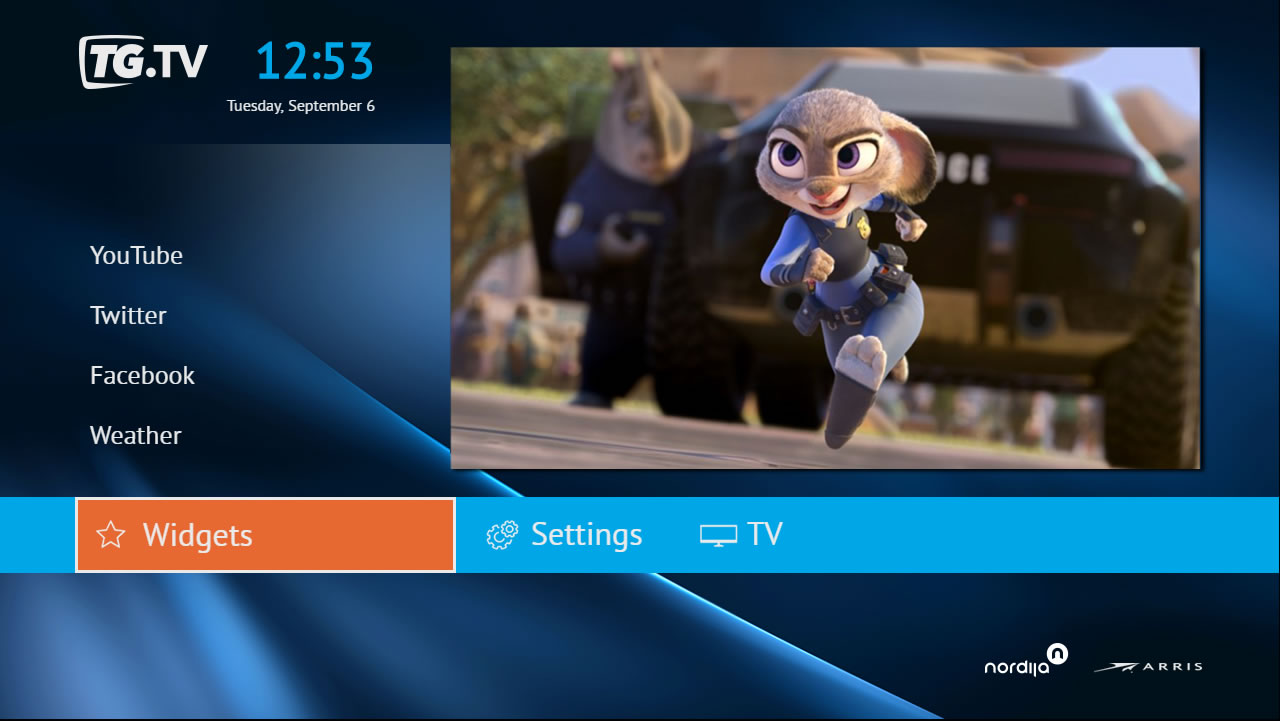 TG.TV
12:53
Tuesday, September 6
YouTube
Twitter
Facebook
Weather
Widgets
Settings
TV
nordija n
ARRIS